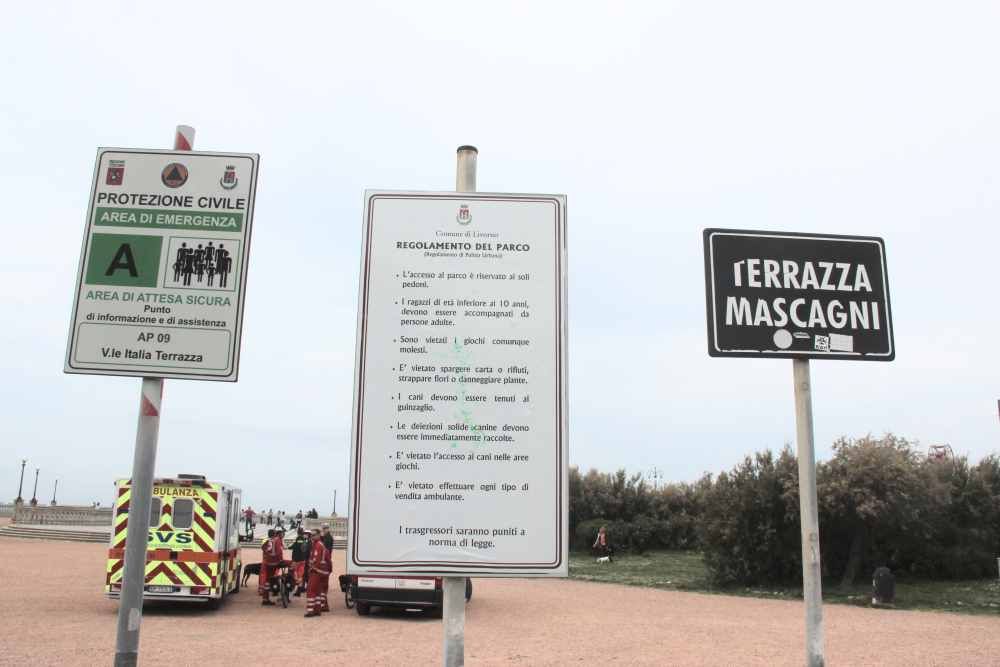 PROTEZIONE CIVILE
AREA DI EMERGENZA
A
AREA DI ATTESA SICURA
Punto
di informazione e di assistenza
AP 09
V.le Italia Terrazza
Comune di Livorno
REGOLAMENTO DEL PARCO
(Regolamento di Polizia Urbana)
• L'accesso al parco è riservato ai soli
pedoni.
• I ragazzi di età inferiore ai 10 anni,
devono essere accompagnati da
persone adulte.
• Sono vietati i giochi comunque
molesti.
• E' vietato spargere carta o rifiuti,
strappare fiori o danneggiare piante.
• I cani devono essere tenuti al
guinzaglio.
• Le deiezioni solide canine devono
essere immediatamente raccolte.
• E' vietato l'accesso ai cani nelle aree
giochi.
• E' vietato effettuare ogni tipo di
vendita ambulante.
I trasgressori saranno puniti a
norma di legge.
TERRAZZA
MASCAGNI
AMBULANZA
SVS